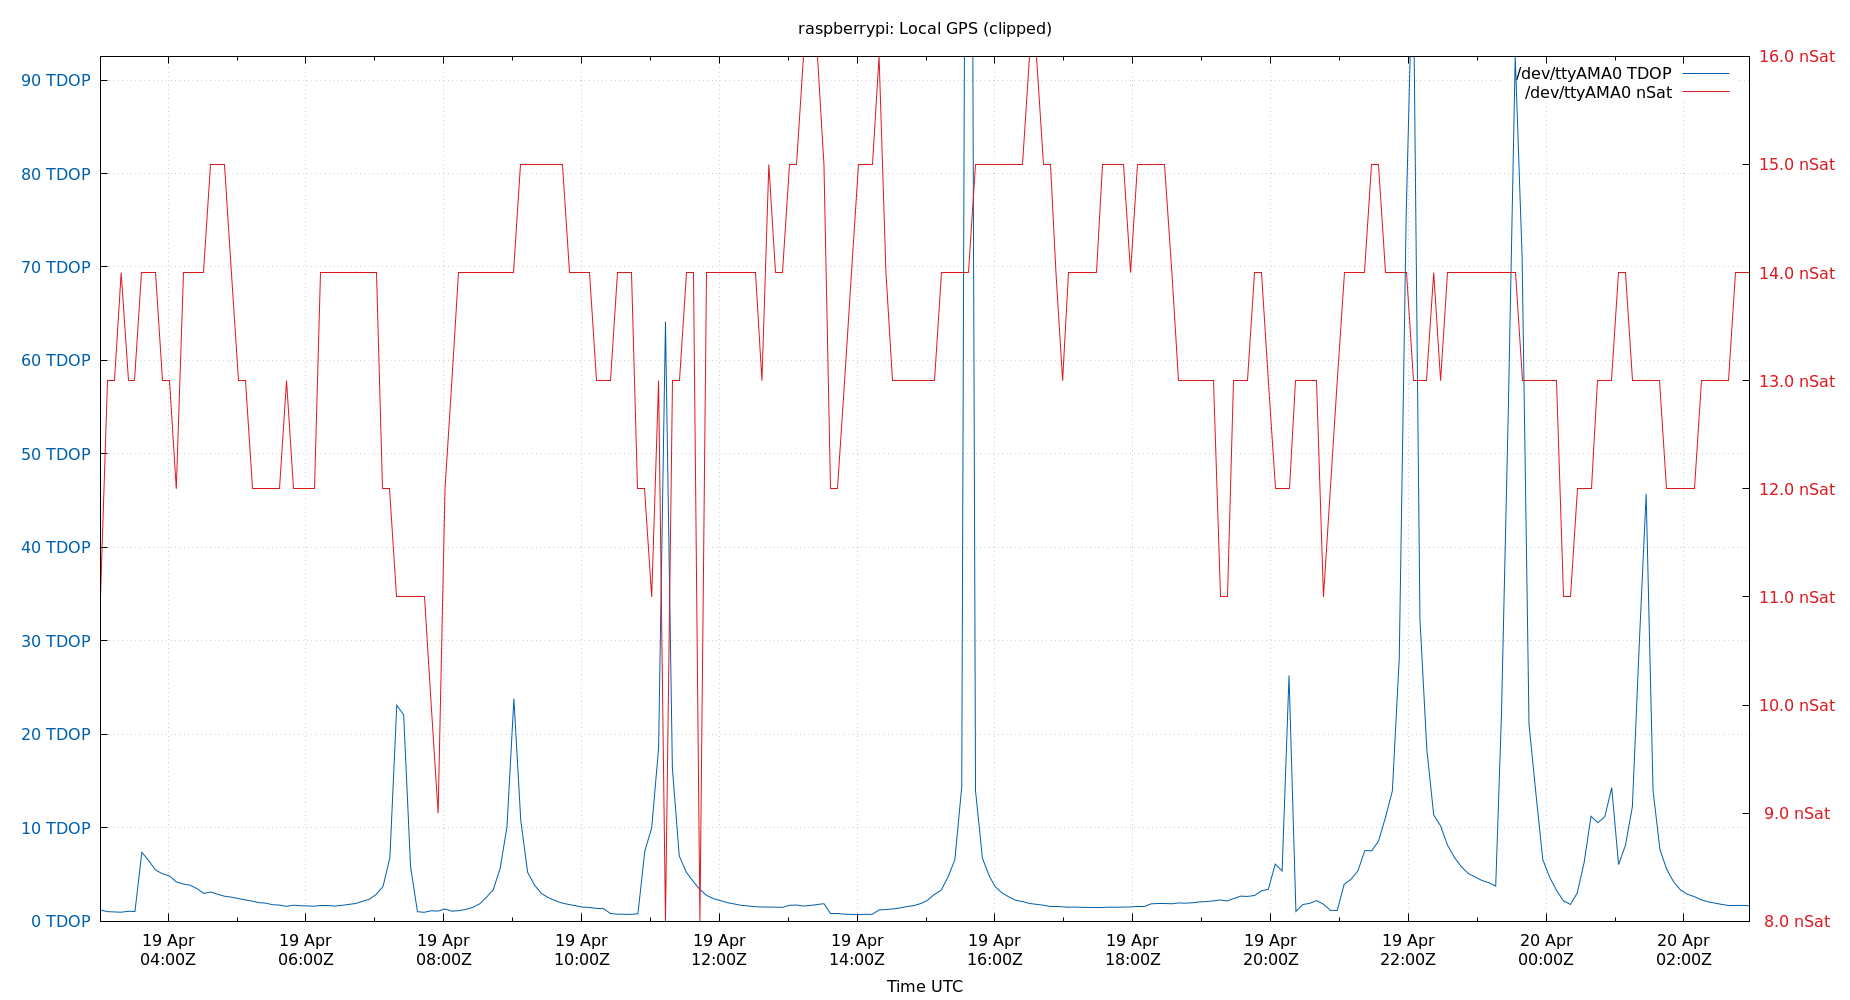 raspberrypi: Local GPS (clipped)
/dev/ttyAMA0 TDOP
/dev/ttyAMA0 nSat
90 TDOP
80 TDOP
70 TDOP
60 TDOP
50 TDOP
40 TDOP
30 TDOP
20 TDOP
10 TDOP
0 TDOP
16.0 nSat
15.0 nSat
14.0 nSat
13.0 nSat
12.0 nSat
11.0 nSat
10.0 nSat
9.0 nSat
8.0 nSat
19 Apr 19 Apr 19 Apr 19 Apr 19 Apr 19 Apr 19 Apr 19 Apr 19 Apr 19 Apr 20 Apr 20 Apr
04:00Z 06:00Z 08:00Z 10:00Z 12:00Z 14:00Z 16:00Z 18:00Z 20:00Z 22:00Z 00:00Z 02:00Z
Time UTC